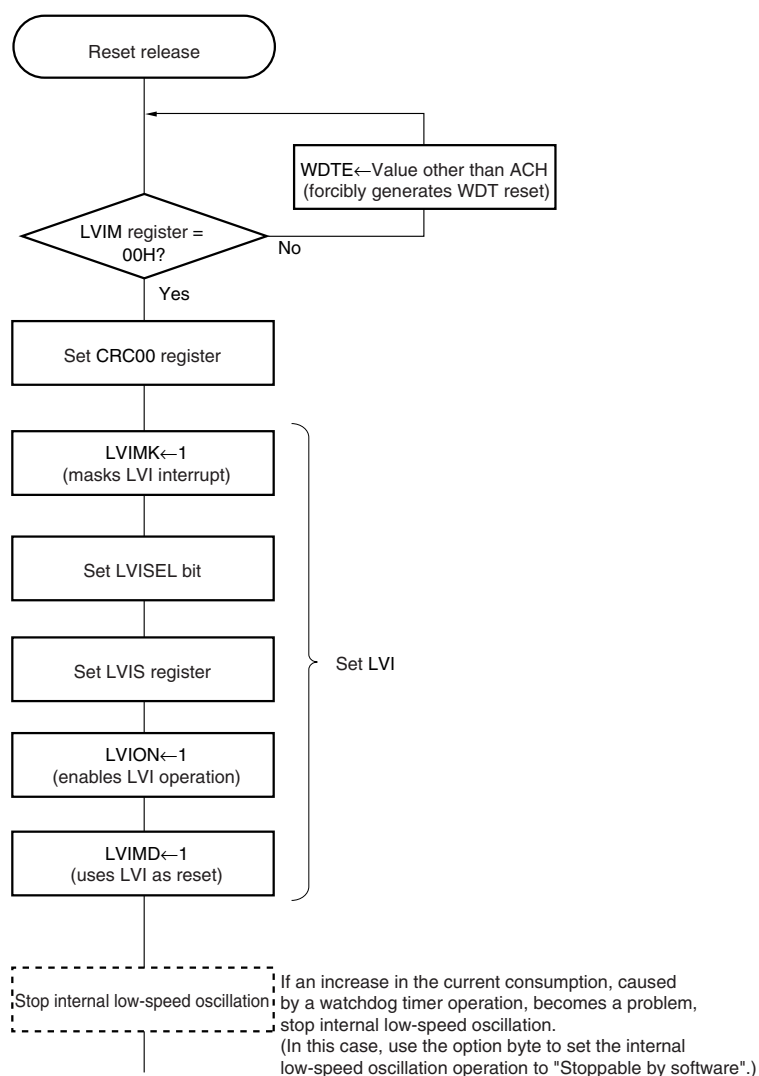 Reset release
WDTE←Value other than ACH
(forcibly generates WDT reset)
LVIM register =
00H?
No
Yes
Set CRC00 register
LVIMK←1
(masks LVI interrupt)
Set LVISEL bit
Set LVIS register
Set LVI
LVION←1
(enables LVI operation)
LVIMD←1
(uses LVI as reset)
Stop internal low-speed oscillation
If an increase in the current consumption, caused
by a watchdog timer operation, becomes a problem,
stop internal low-speed oscillation.
(In this case, use the option byte to set the internal
low-speed oscillation operation to "Stoppable by software".)